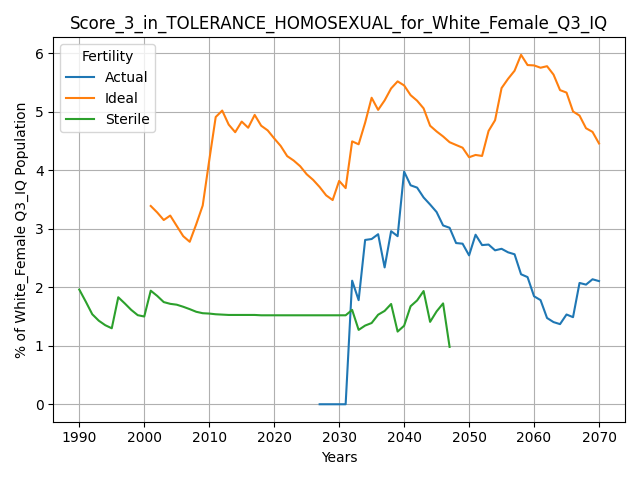 Score_3_in_TOLERANCE_HOMOSEXUAL_for_White_Female_Q3_IQ
Fertility
Actual
Ideal
Sterile
% of White_Female Q3_IQ Population
6
5
4
3
2
1
0
1990 2000 2010 2020 2030 2040 2050 2060 2070
Years